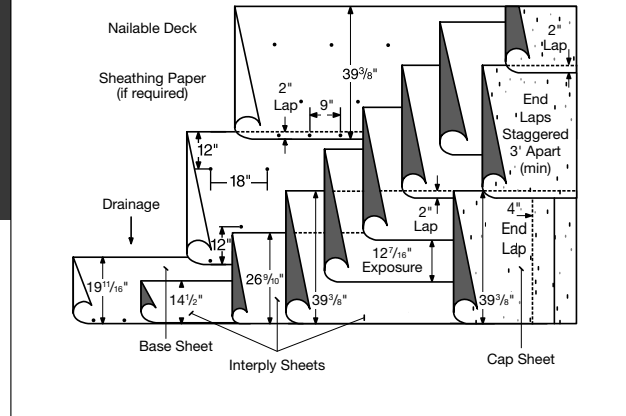 Nailable Deck
Sheathing Paper
(if required)
2"
Lap
9"
39³/₈"
2"
Lap
End
Laps
Staggered
3' Apart
(min)
12"
18"
Drainage
12"
2"
Lap
4"
End
Lap
12⁷/₁₆"
Exposure
19¹¹/₁₆"
14¹/₂"
26⁹/₁₀"
39³/₈"
39³/₈"
Base Sheet
Interply Sheets
Cap Sheet